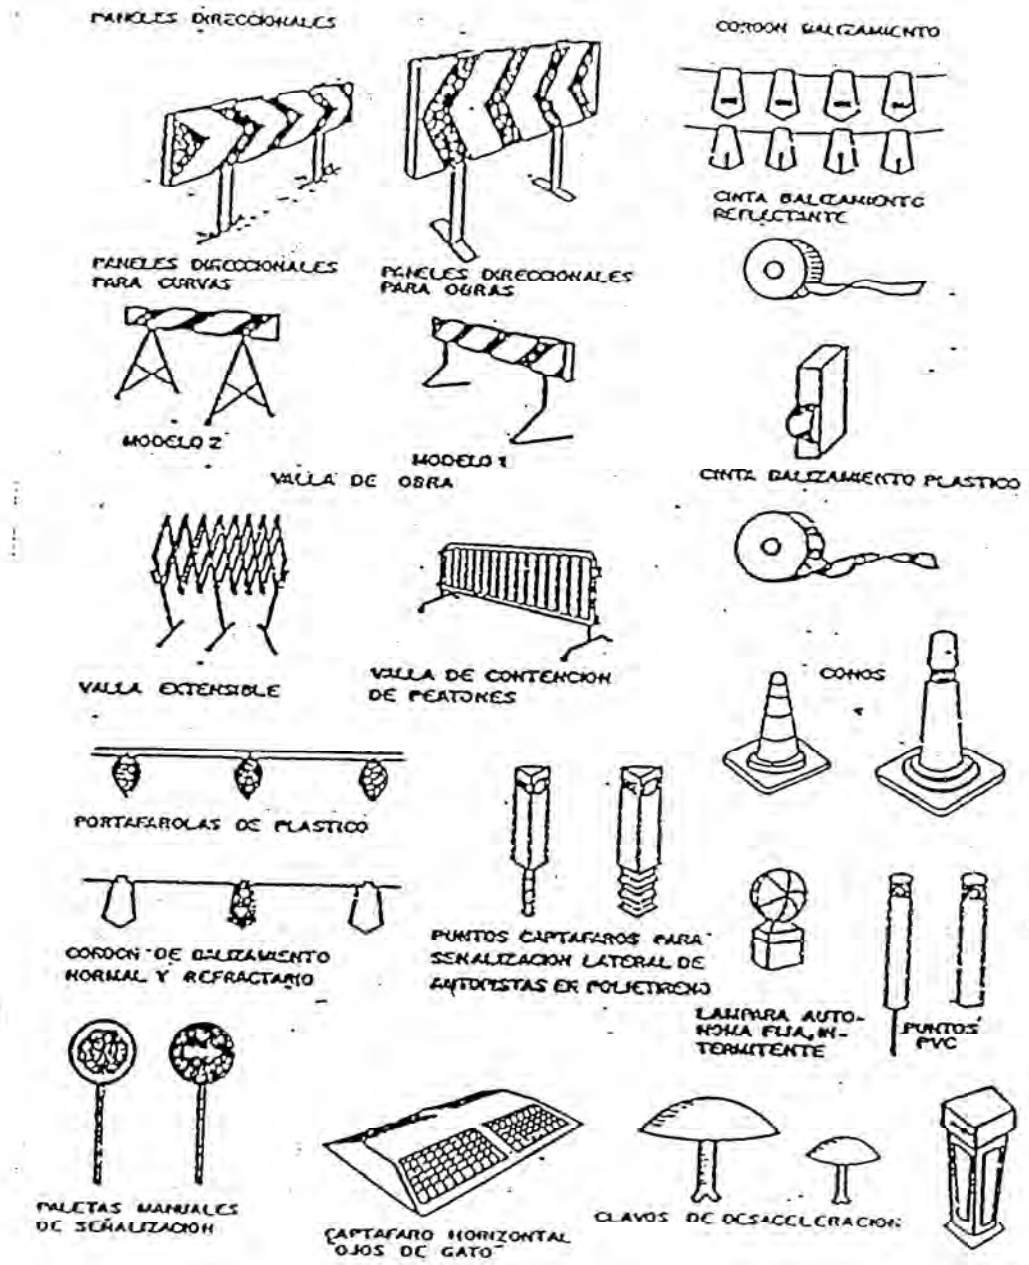 PANELES DIRECCIONALES
CORDON BALIZAMIENTO
CINTA BALIZAMIENTO
REFLECTANTE
PANELES DIRECCIONALES
PARA CURVAS
PANELES DIRECCIONALES
PARA OBRAS
MODELO 2
MODELO 1
VALLA DE OBRA
CINTA BALIZAMIENTO PLASTICO
VALLA EXTENSIBLE
VALLA DE CONTENCION
DE PEATONES
CONOS
PORTAFAROLAS DE PLASTICO
CORDON DE BALIZAMIENTO
NORMAL Y REFRACTARIO
PUNTOS CAPTAFAROS PARA
SEÑALIZACION LATERAL DE
AUTOPISTAS EN POLIETIRENO
LAMPARA AUTO-
NOMA FIJA, IN-
TERMITENTE
PUNTOS
PVC
PALETAS MANUALES
DE SEÑALIZACION
CAPTAFARO HORIZONTAL
"OJOS DE GATO"
CLAVOS DE DESACELERACION